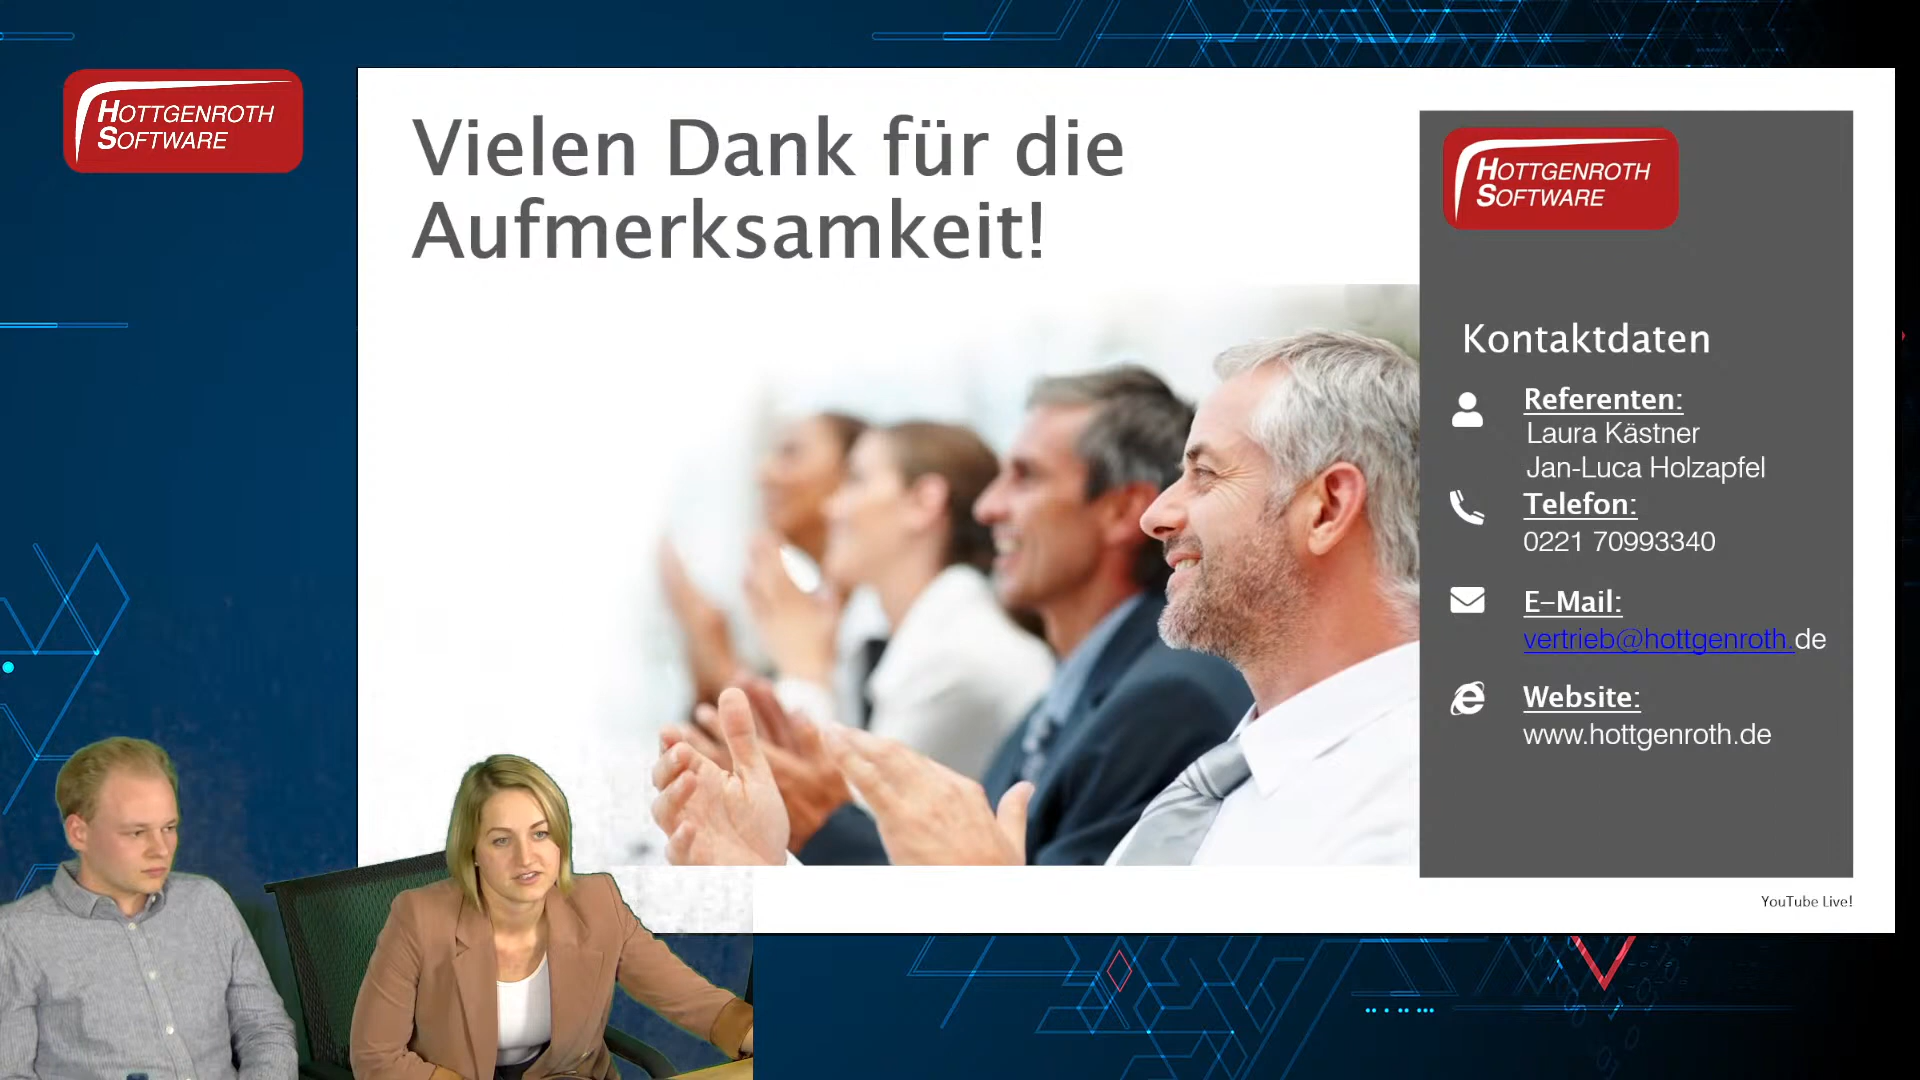 HOTTGENROTH
SOFTWARE
Vielen Dank für die
Aufmerksamkeit!
HOTTGENROTH
SOFTWARE
Kontaktdaten
Referenten:
Laura Kästner
Jan-Luca Holzapfel
Telefon:
0221 70993340
E-Mail:
vertrieb@hottgenroth.de
Website:
www.hottgenroth.de
YouTube Live!